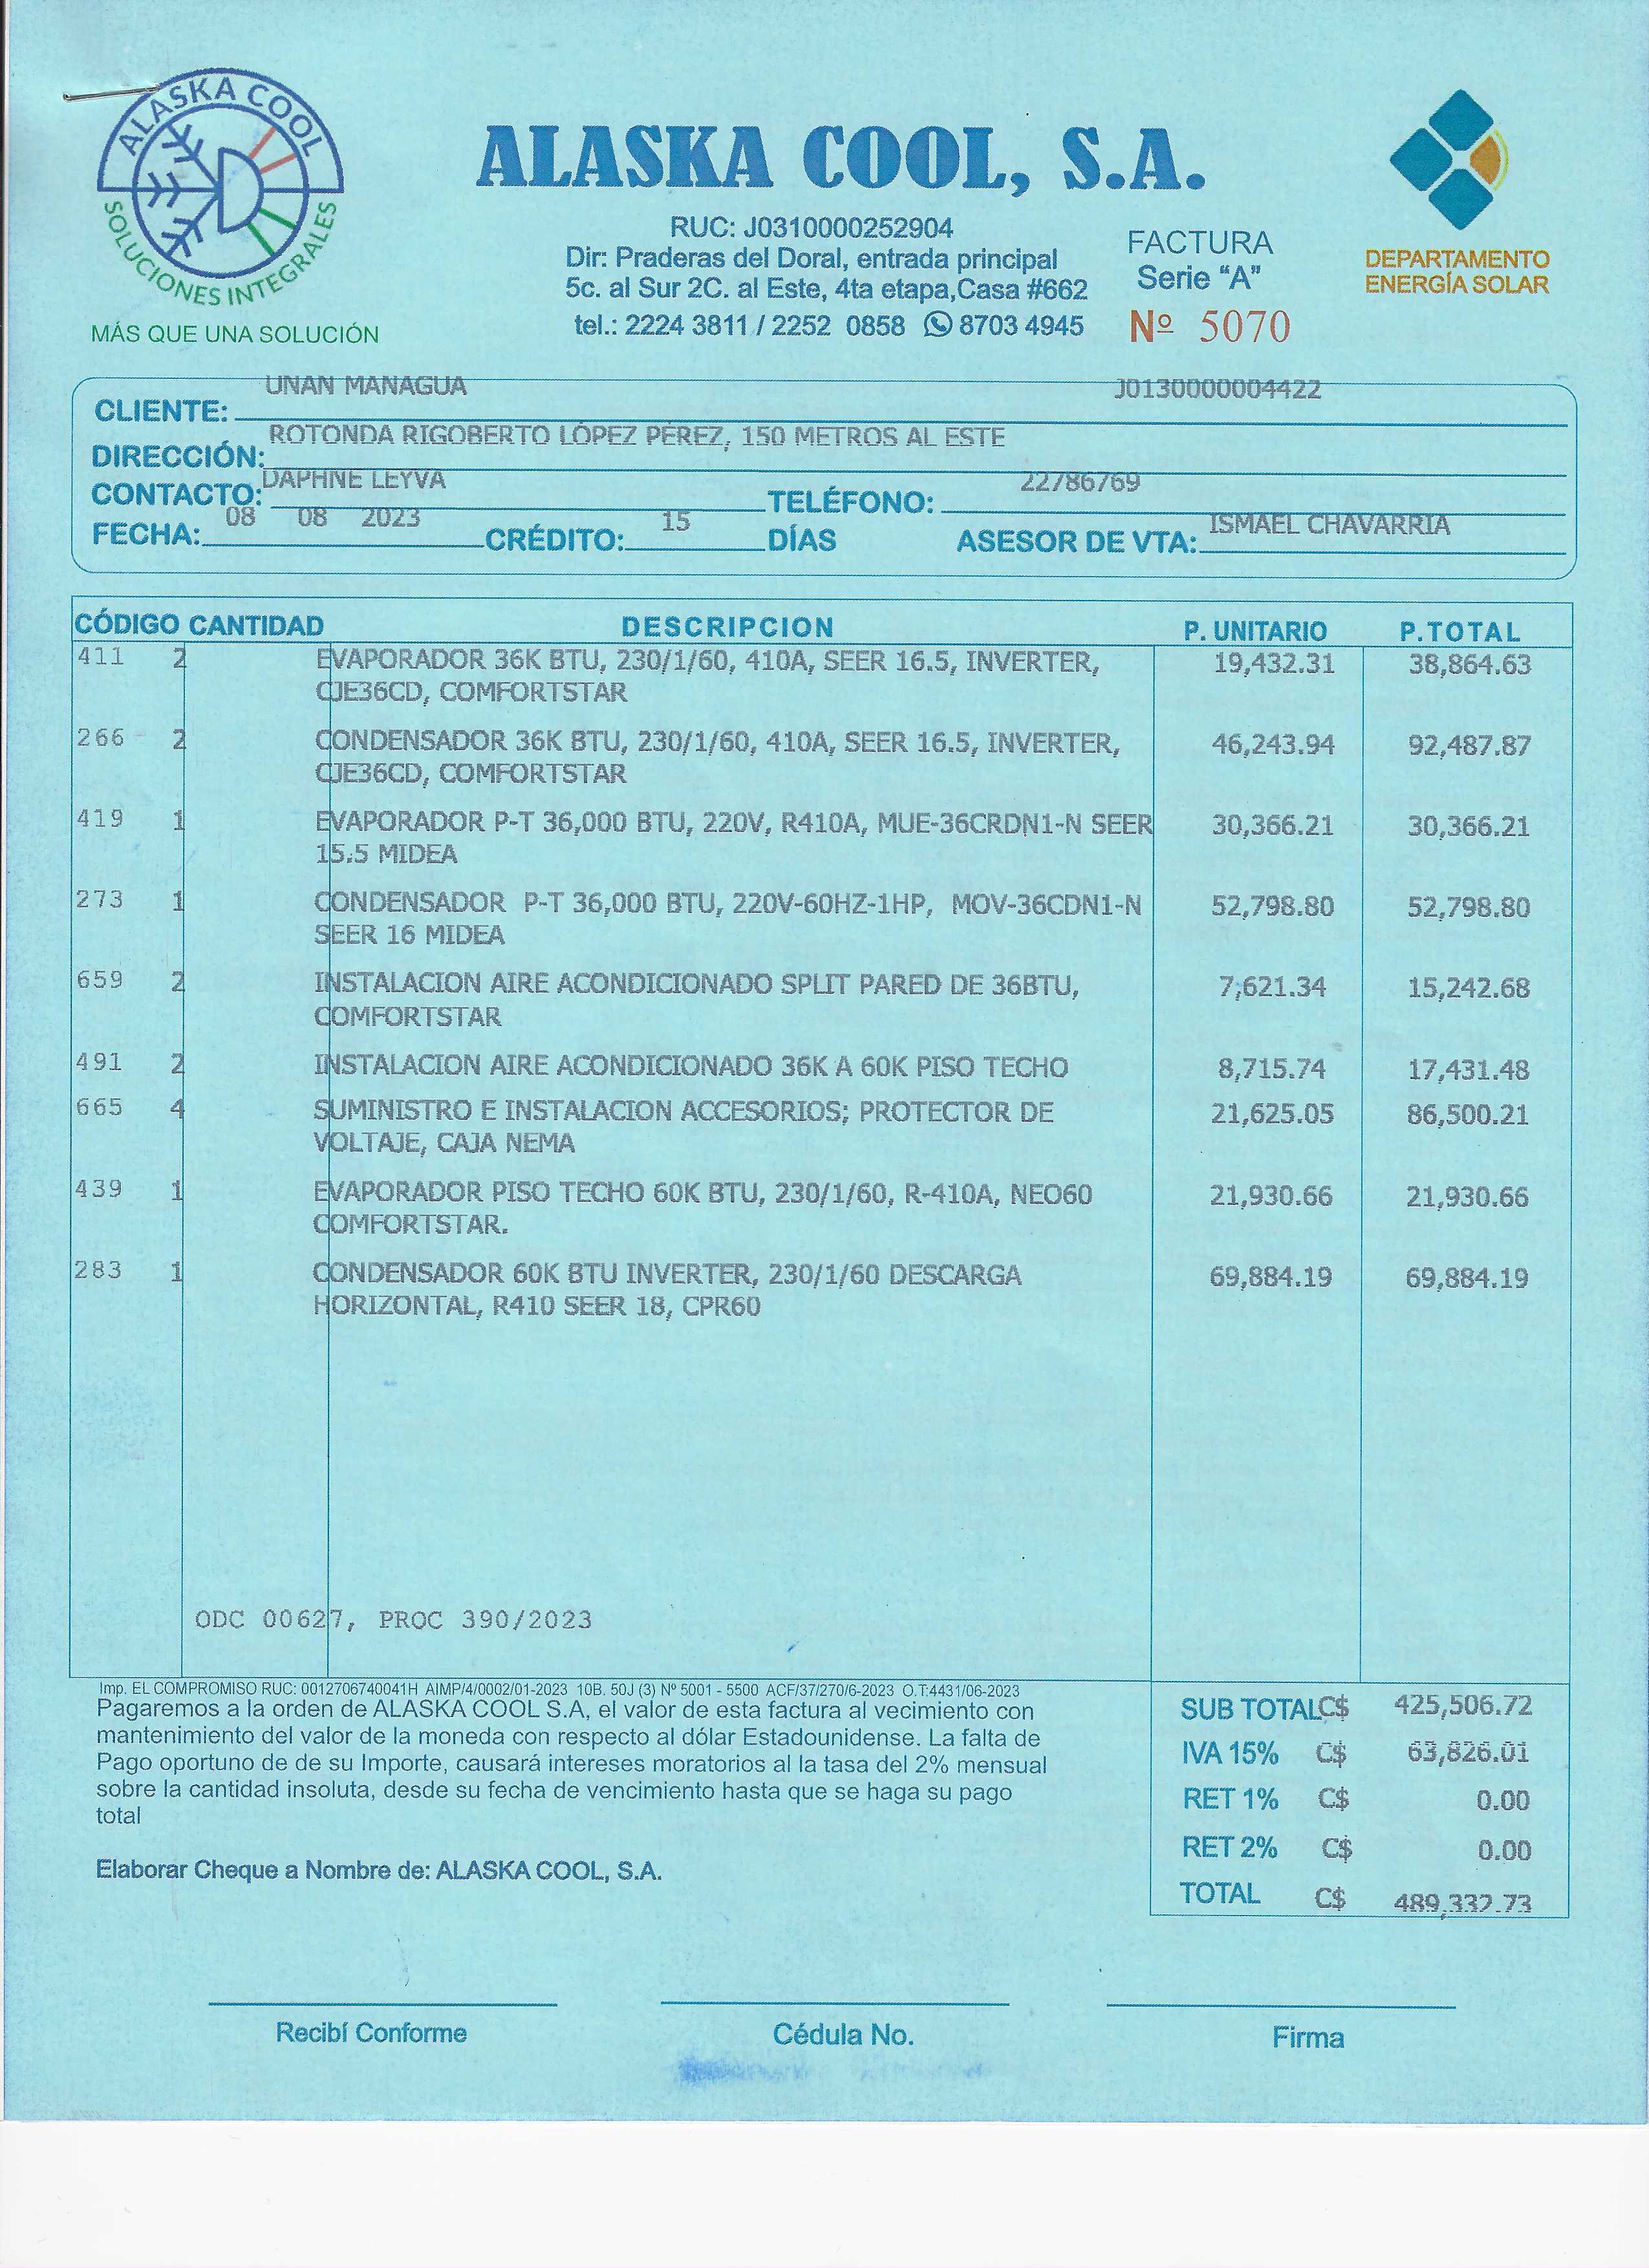 ALASKA COOL
SOLUCIONES INTEGRALES
MÁS QUE UNA SOLUCIÓN
ALASKA COOL, S.A.
RUC: J0310000252904
Dir: Praderas del Doral, entrada principal
5c. al Sur 2C. al Este, 4ta etapa,Casa #662
tel.: 2224 3811 / 2252 0858 8703 4945
FACTURA
Serie “A”
Nº 5070
DEPARTAMENTO
ENERGÍA SOLAR
CLIENTE: UNAN MANAGUA J0130000004422
DIRECCIÓN: ROTONDA RIGOBERTO LÓPEZ PÉREZ, 150 METROS AL ESTE
CONTACTO: DAPHNE LEYVA TELÉFONO: 22786769
FECHA: 08 08 2023 CRÉDITO: 15 DÍAS ASESOR DE VTA: ISMAEL CHAVARRIA
CÓDIGO CANTIDAD DESCRIPCION P. UNITARIO P.TOTAL
411 2 EVAPORADOR 36K BTU, 230/1/60, 410A, SEER 16.5, INVERTER, 19,432.31 38,864.63
CJE36CD, COMFORTSTAR
266 2 CONDENSADOR 36K BTU, 230/1/60, 410A, SEER 16.5, INVERTER, 46,243.94 92,487.87
CJE36CD, COMFORTSTAR
419 1 EVAPORADOR P-T 36,000 BTU, 220V, R410A, MUE-36CRDN1-N SEER 30,366.21 30,366.21
15.5 MIDEA
273 1 CONDENSADOR P-T 36,000 BTU, 220V-60HZ-1HP, MOV-36CDN1-N 52,798.80 52,798.80
SEER 16 MIDEA
659 2 INSTALACION AIRE ACONDICIONADO SPLIT PARED DE 36BTU, 7,621.34 15,242.68
COMFORTSTAR
491 2 INSTALACION AIRE ACONDICIONADO 36K A 60K PISO TECHO 8,715.74 17,431.48
665 4 SUMINISTRO E INSTALACION ACCESORIOS; PROTECTOR DE 21,625.05 86,500.21
VOLTAJE, CAJA NEMA
439 1 EVAPORADOR PISO TECHO 60K BTU, 230/1/60, R-410A, NEO60 21,930.66 21,930.66
COMFORTSTAR.
283 1 CONDENSADOR 60K BTU INVERTER, 230/1/60 DESCARGA 69,884.19 69,884.19
HORIZONTAL, R410 SEER 18, CPR60
ODC 00627, PROC 390/2023
Imp. EL COMPROMISO RUC: 0012706740041H AIMP/4/0002/01-2023 10B. 50J (3) Nº 5001 - 5500 ACF/37/270/6-2023 O.T:4431/06-2023
Pagaremos a la orden de ALASKA COOL S.A, el valor de esta factura al vecimiento con
mantenimiento del valor de la moneda con respecto al dólar Estadounidense. La falta de
Pago oportuno de de su Importe, causará intereses moratorios al la tasa del 2% mensual
sobre la cantidad insoluta, desde su fecha de vencimiento hasta que se haga su pago
total
Elaborar Cheque a Nombre de: ALASKA COOL, S.A.
SUB TOTAL C$ 425,506.72
IVA 15% C$ 63,826.01
RET 1% C$ 0.00
RET 2% C$ 0.00
TOTAL C$ 489,332.73
Recibí Conforme
Cédula No.
Firma